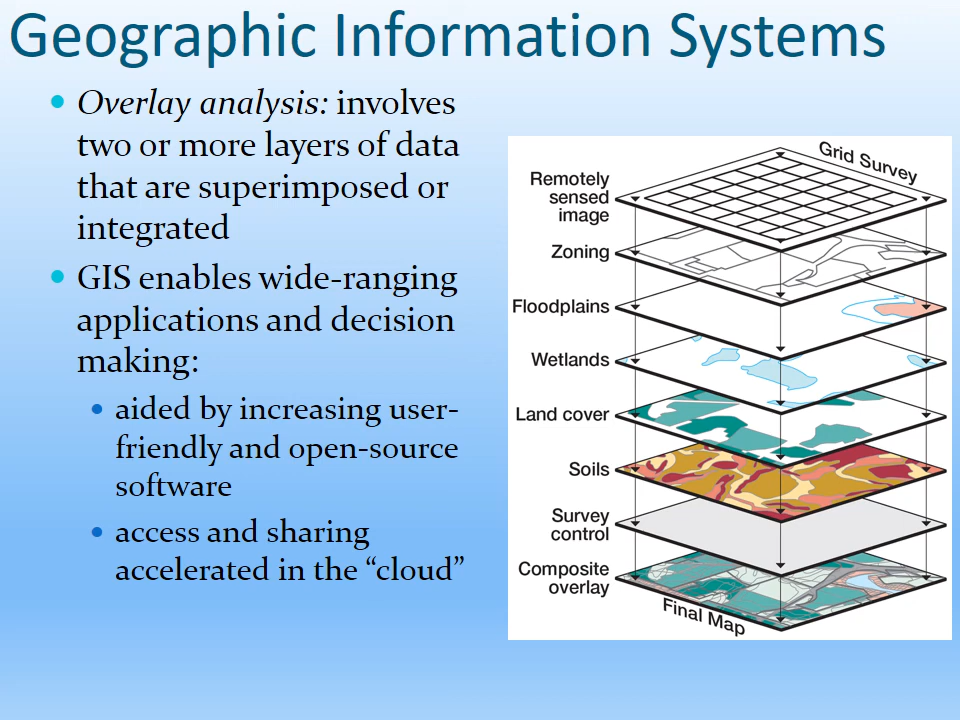 Geographic Information Systems
Overlay analysis: involves
two or more layers of data
that are superimposed or
integrated
GIS enables wide-ranging
applications and decision
making:
aided by increasing user-
friendly and open-source
software
access and sharing
accelerated in the “cloud”
Grid Survey
Remotely
sensed
image
Zoning
Floodplains
Wetlands
Land cover
Soils
Survey
control
Composite
overlay
Final Map